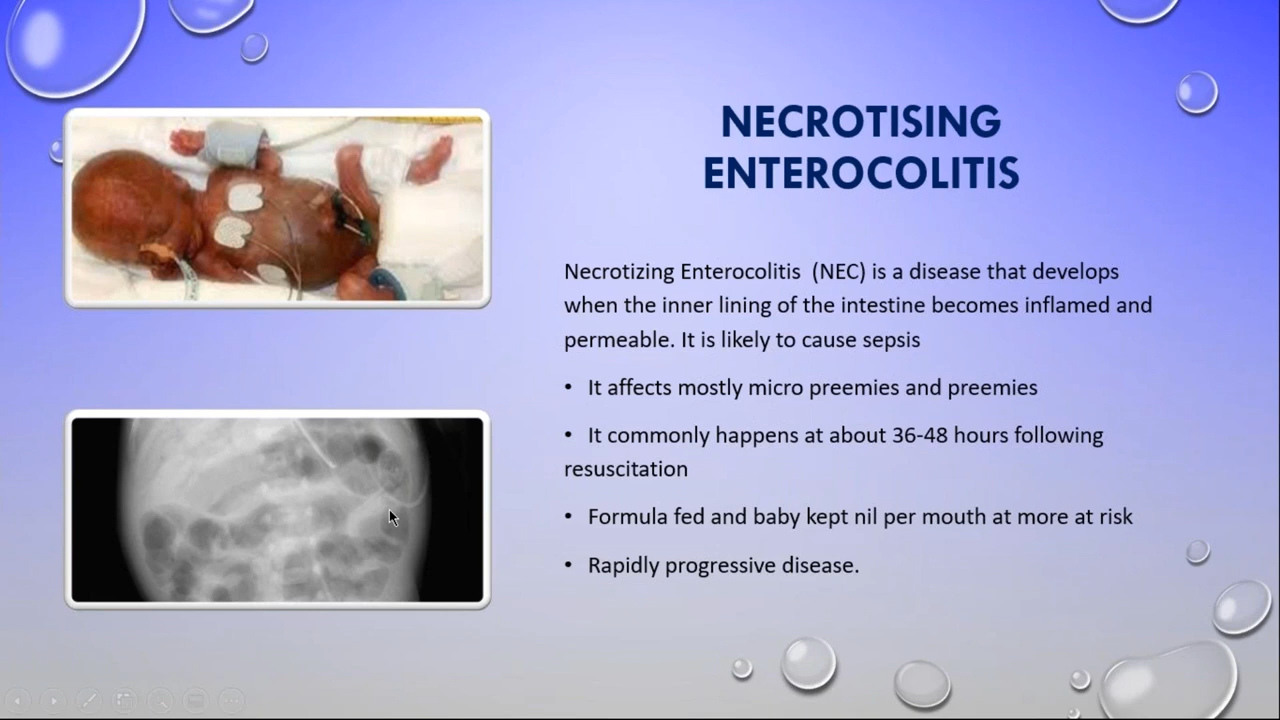 NECROTISING
ENTEROCOLITIS
Necrotizing Enterocolitis  (NEC) is a disease that develops
when the inner lining of the intestine becomes inflamed and
permeable. It is likely to cause sepsis
• It affects mostly micro preemies and preemies
• It commonly happens at about 36-48 hours following
resuscitation
• Formula fed and baby kept nil per mouth at more at risk
• Rapidly progressive disease.